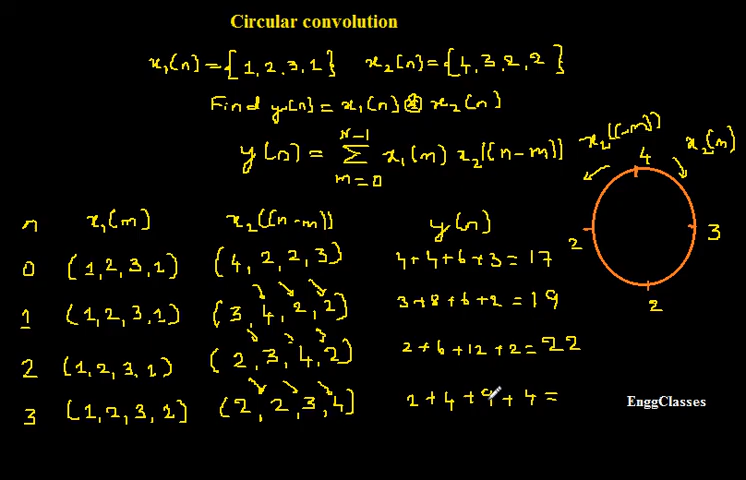 Circular convolution
x₁(n) = {1, 2, 3, 1} x₂(n) = {4, 3, 2, 2}
Find y(n) = x₁(n) ④ x₂(n)
y(n) = N-1 Σ m=0 x₁(m) x₂((n-m))
x₂((-m)) x₂(m)
4
3
2
2
n x₁(m) x₂((n-m)) y(n)
0 (1, 2, 3, 1) (4, 2, 2, 3) 4+4+6+3=17
1 (1, 2, 3, 1) (3, 4, 2, 2) 3+8+6+2=19
2 (1, 2, 3, 1) (2, 3, 4, 2) 2+6+12+2=22
3 (1, 2, 3, 1) (2, 2, 3, 4) 2+4+9+4=
EnggClasses